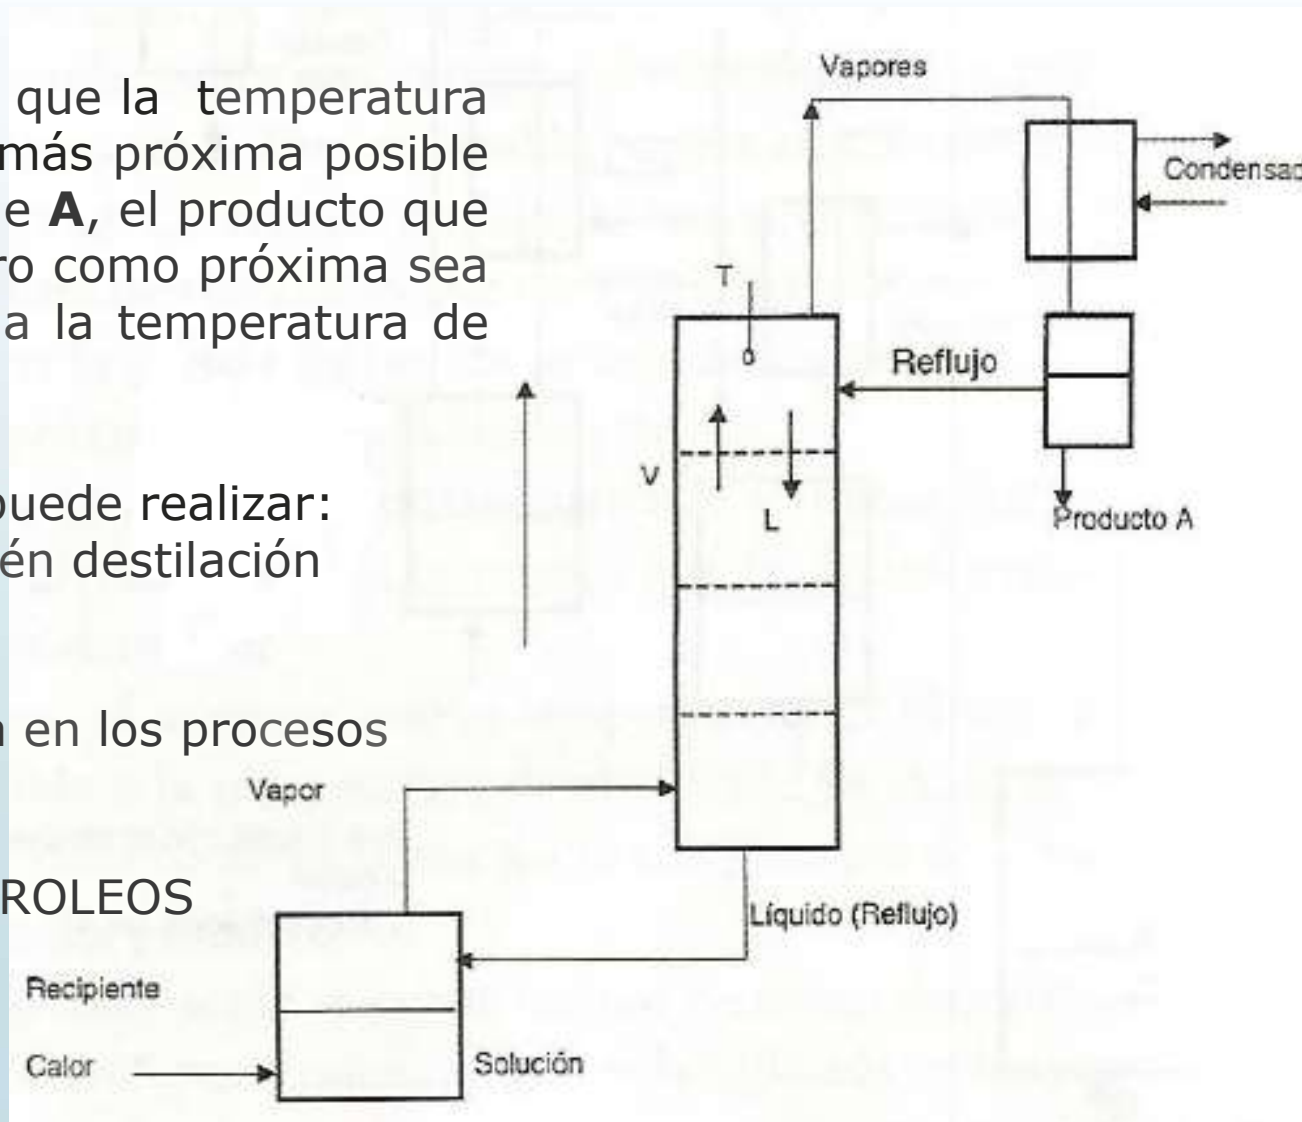 que la temperatura
más próxima posible
e A, el producto que
ro como próxima sea
a la temperatura de
puede realizar:
én destilación
en los procesos
ROLEOS
Vapores
Condensad
T
Reflujo
V
L
Producto A
Vapor
Líquido (Reflujo)
Recipiente
Calor
Solución